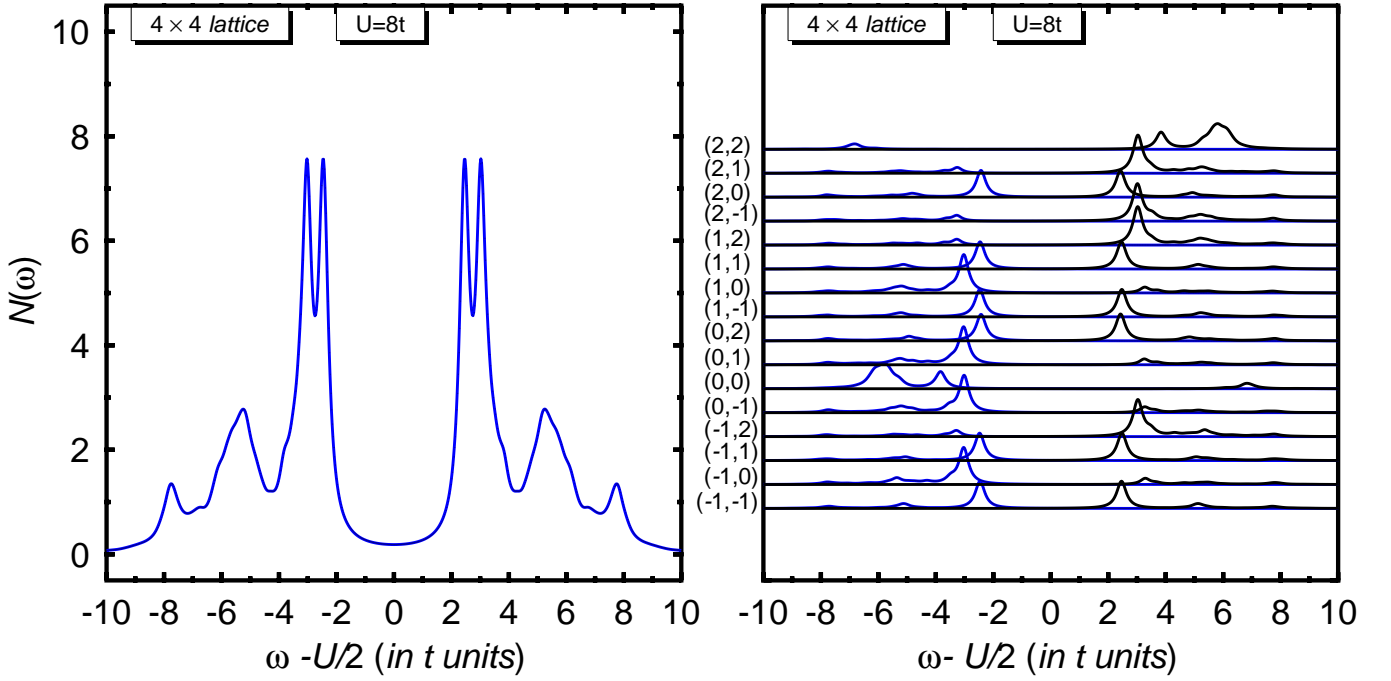 4 × 4 lattice
U=8t
N(ω)
10
8
6
4
2
0
-10 -8 -6 -4 -2 0 2 4 6 8 10
ω -U/2 (in t units)
4 × 4 lattice
U=8t
(2,2)
(2,1)
(2,0)
(2,-1)
(1,2)
(1,1)
(1,0)
(1,-1)
(0,2)
(0,1)
(0,0)
(0,-1)
(-1,2)
(-1,1)
(-1,0)
(-1,-1)
-10 -8 -6 -4 -2 0 2 4 6 8 10
ω- U/2 (in t units)